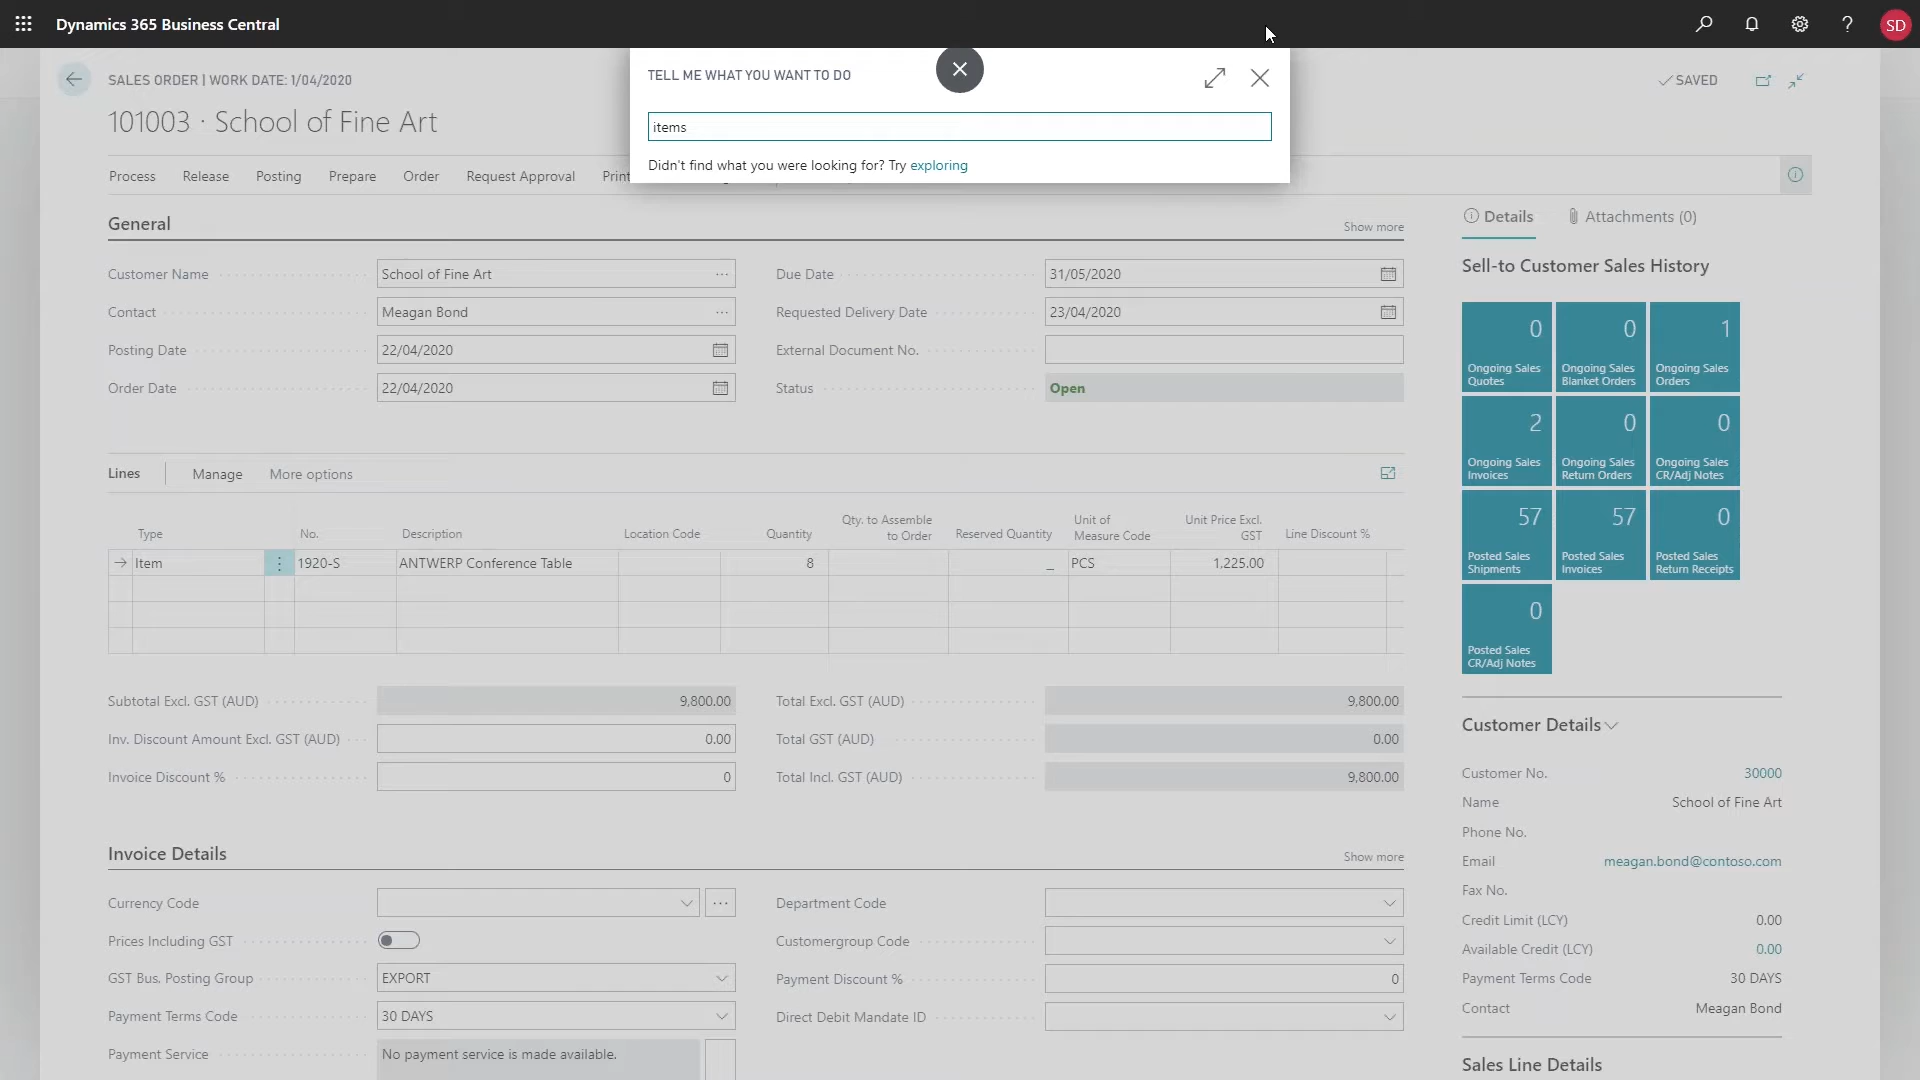 Dynamics 365 Business Central
SD
TELL ME WHAT YOU WANT TO DO
items
Didn't find what you were looking for? Try exploring
SALES ORDER | WORK DATE: 1/04/2020
SAVED
101003 · School of Fine Art
Process
Release
Posting
Prepare
Order
Request Approval
General
Show more
Customer Name
School of Fine Art
Contact
Meagan Bond
Posting Date
22/04/2020
Order Date
22/04/2020
Due Date
31/05/2020
Requested Delivery Date
23/04/2020
External Document No.
Status
Open
Lines
Manage
More options
Type
No.
Description
Location Code
Quantity
Qty. to Assemble
to Order
Reserved Quantity
Unit of
Measure Code
Unit Price Excl.
GST
Line Discount %
Item
1920-S
ANTWERP Conference Table
8
_
PCS
1,225.00
Subtotal Excl. GST (AUD)
9,800.00
Inv. Discount Amount Excl. GST (AUD)
0.00
Invoice Discount %
0
Total Excl. GST (AUD)
9,800.00
Total GST (AUD)
0.00
Total Incl. GST (AUD)
9,800.00
Invoice Details
Show more
Currency Code
Prices Including GST
GST Bus. Posting Group
EXPORT
Payment Terms Code
30 DAYS
Payment Service
No payment service is made available.
Department Code
Customergroup Code
Payment Discount %
0
Direct Debit Mandate ID
Details
Attachments (0)
Sell-to Customer Sales History
0
Ongoing Sales
Quotes
0
Ongoing Sales
Blanket Orders
1
Ongoing Sales
Orders
2
Ongoing Sales
Invoices
0
Ongoing Sales
Return Orders
0
Ongoing Sales
CR/Adj Notes
57
Posted Sales
Shipments
57
Posted Sales
Invoices
0
Posted Sales
Return Receipts
0
Posted Sales
CR/Adj Notes
Customer Details
Customer No.
30000
Name
School of Fine Art
Phone No.
Email
meagan.bond@contoso.com
Fax No.
Credit Limit (LCY)
0.00
Available Credit (LCY)
0.00
Payment Terms Code
30 DAYS
Contact
Meagan Bond
Sales Line Details